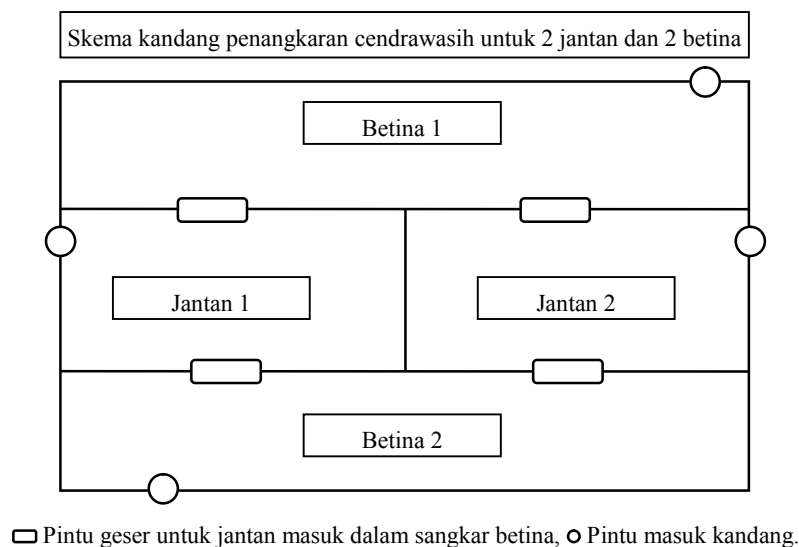 Skema kandang penangkaran cendrawasih untuk 2 jantan dan 2 betina
Betina 1
Jantan 1
Jantan 2
Betina 2
Pintu geser untuk jantan masuk dalam sangkar betina, Pintu masuk kandang.